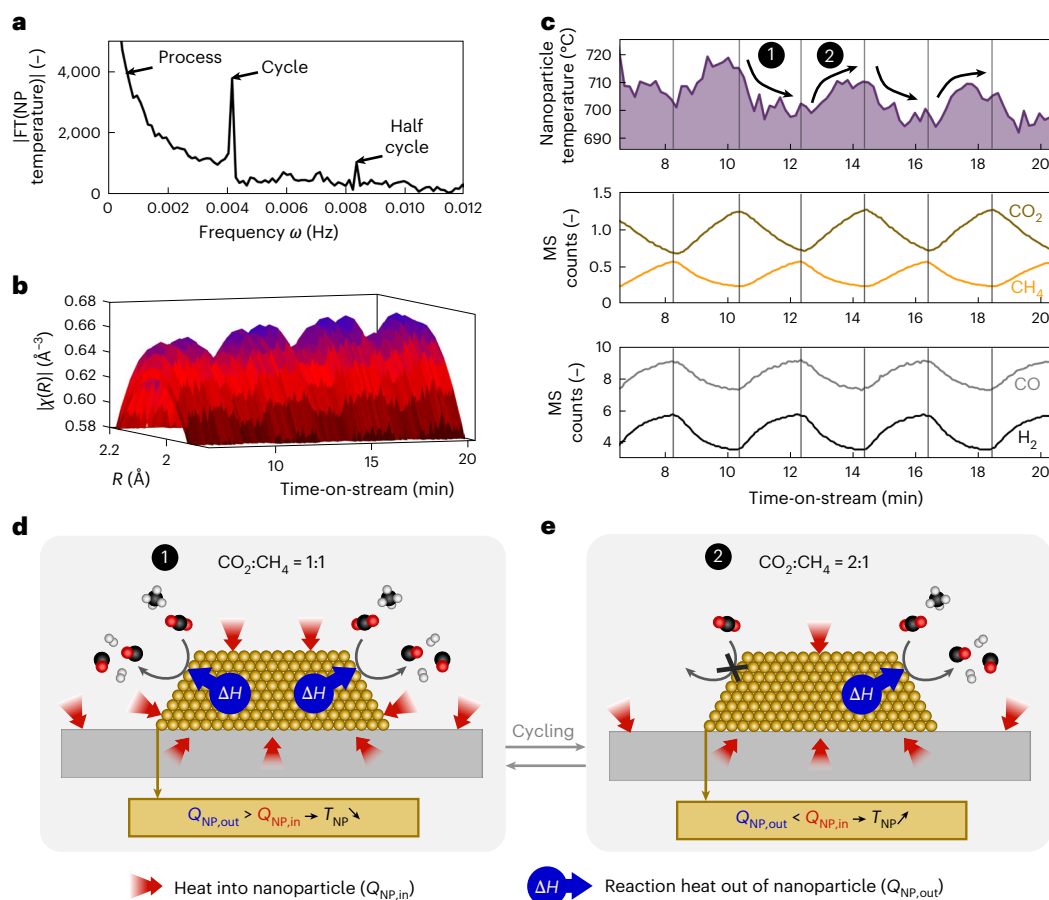 a
|FT(NP
temperature)| (–)
4,000
2,000
0
Process
Cycle
Half
cycle
0 0.002 0.004 0.006 0.008 0.010 0.012
Frequency ω (Hz)
b
|χ(R)| (Å⁻³)
0.68
0.66
0.64
0.62
0.60
0.58
2.2 2
R (Å)
10 15 20
Time-on-stream (min)
c
Nanoparticle
temperature (°C)
720
710
700
690
1 2
8 10 12 14 16 18 20
MS
counts (–)
1.5
1.0
0.5
0
CO₂
CH₄
8 10 12 14 16 18 20
MS
counts (–)
10
8
6
4
CO
H₂
8 10 12 14 16 18 20
Time-on-stream (min)
d
1
CO₂:CH₄ = 1:1
ΔH ΔH
Q_NP,out > Q_NP,in → T_NP ↘
Cycling
e
2
CO₂:CH₄ = 2:1
ΔH
Q_NP,out < Q_NP,in → T_NP ↗
Heat into nanoparticle (Q_NP,in)
ΔH Reaction heat out of nanoparticle (Q_NP,out)